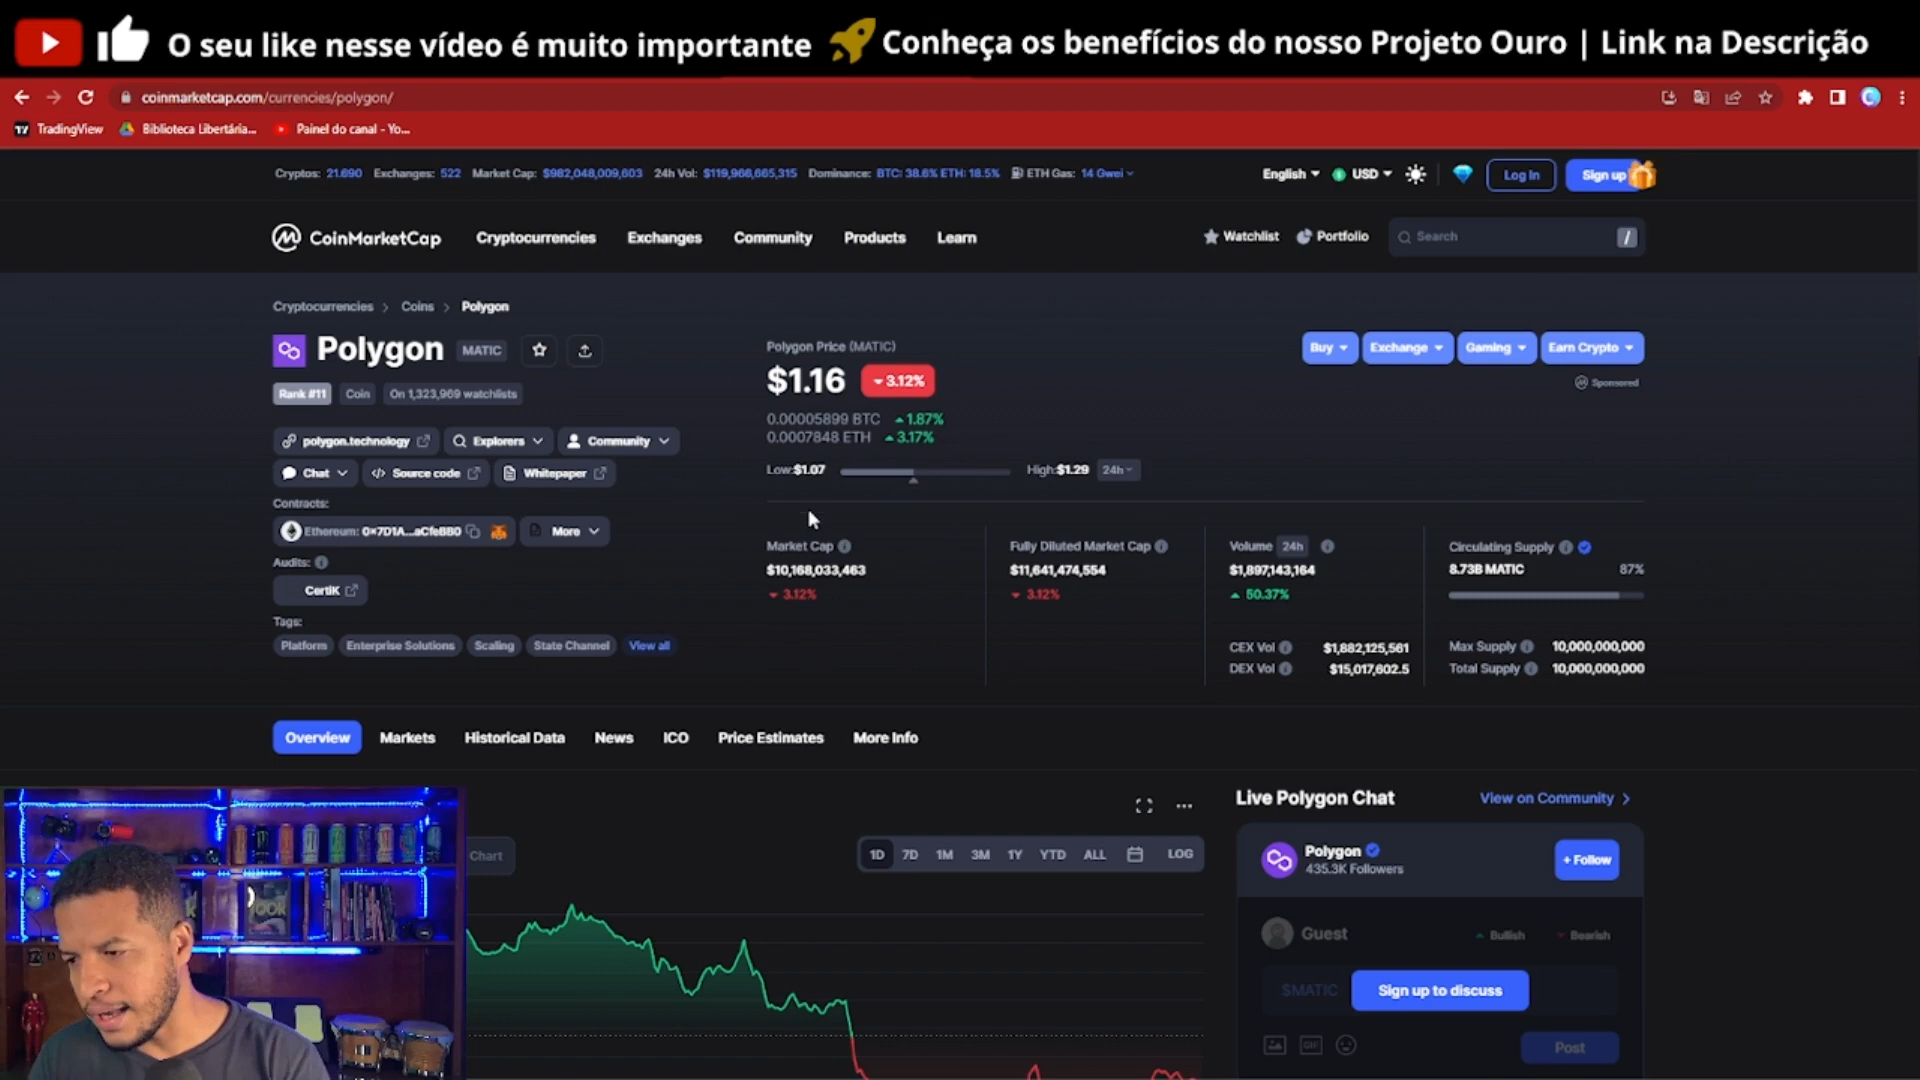 O seu like nesse vídeo é muito importante Conheça os benefícios do nosso Projeto Ouro | Link na Descrição
coinmarketcap.com/currencies/polygon/
TradingView Biblioteca Libertária... Painel do canal - Yo...
Cryptos: 21.690 Exchanges: 522 Market Cap: $982,048,009,603 24h Vol: $119,966,665,315 Dominance: BTC: 38.6% ETH: 18.5% ETH Gas: 14 Gwei English USD Log In Sign up
CoinMarketCap Cryptocurrencies Exchanges Community Products Learn Watchlist Portfolio Search /
Cryptocurrencies > Coins > Polygon
Polygon MATIC
Rank #11 Coin On 1,323,969 watchlists
polygon.technology Explorers Community
Chat Source code Whitepaper
Contracts:
Ethereum: 0x7D1A...aCfeBB0 More
Audits:
CertiK
Tags:
Platform Enterprise Solutions Scaling State Channel View all
Polygon Price (MATIC)
$1.16 3.12%
0.00005899 BTC 1.87%
0.0007848 ETH 3.17%
Low:$1.07 High:$1.29 24h
Buy Exchange Gaming Earn Crypto
Sponsored
Market Cap
$10,168,033,463
3.12%
Fully Diluted Market Cap
$11,641,474,554
3.12%
Volume 24h
$1,897,143,164
50.37%
CEX Vol $1,882,125,561
DEX Vol $15,017,602.5
Circulating Supply
8.73B MATIC 87%
Max Supply 10,000,000,000
Total Supply 10,000,000,000
Overview Markets Historical Data News ICO Price Estimates More Info
Chart 1D 7D 1M 3M 1Y YTD ALL LOG
Live Polygon Chat View on Community >
Polygon
435.3K Followers
+ Follow
Guest Bullish Bearish
$MATIC Sign up to discuss
GIF Post